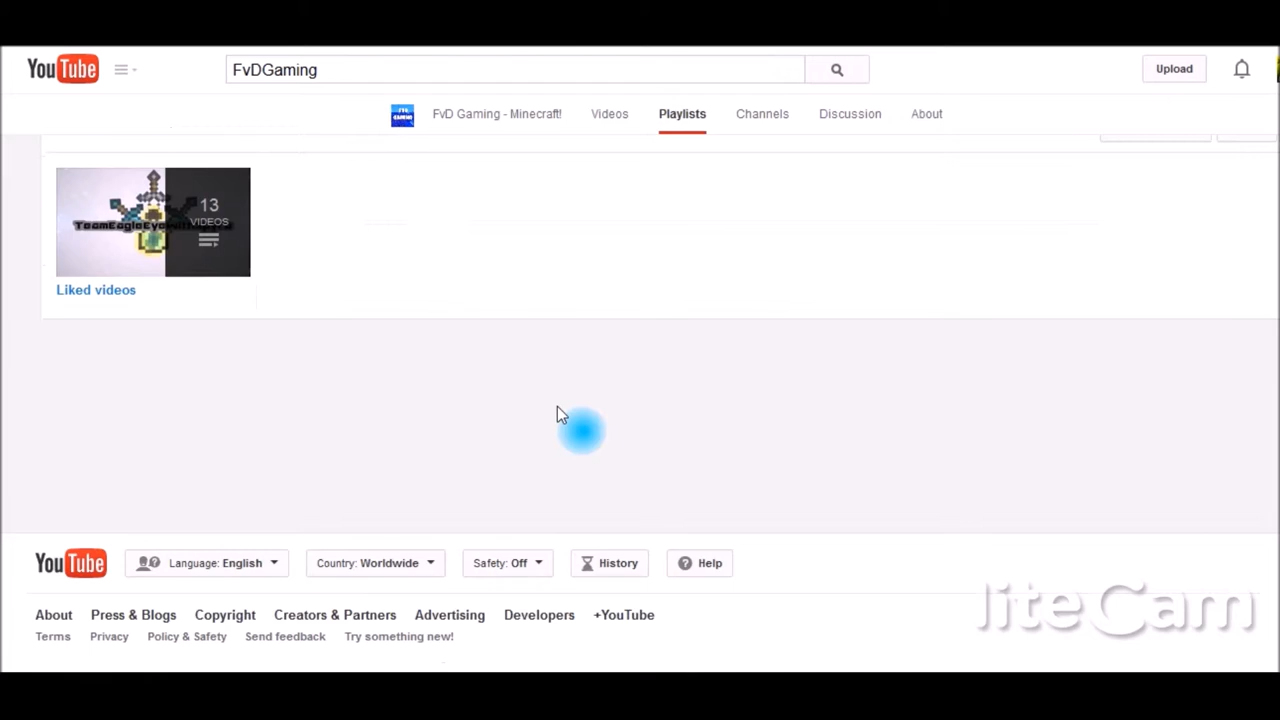 YouTube FvDGaming Upload
FvD Gaming - Minecraft! Videos Playlists Channels Discussion About
13
VIDEOS
Liked videos
YouTube Language: English Country: Worldwide Safety: Off History Help
About Press & Blogs Copyright Creators & Partners Advertising Developers +YouTube
Terms Privacy Policy & Safety Send feedback Try something new!
liteCam